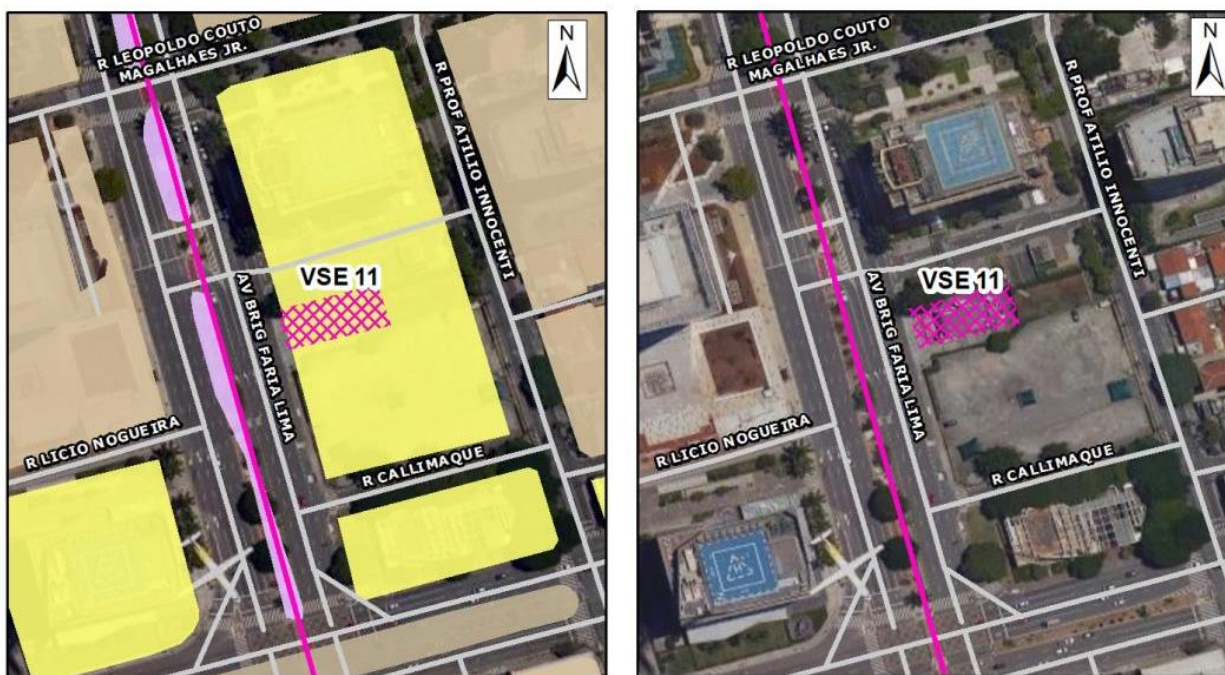 N
R LEOPOLDO COUTO
MAGALHAES JR.
R PROF ATILIO INNOCENTI
VSE 11
AV BRIG FARIA LIMA
R LICIO NOGUEIRA
R CALLIMAQUE
N
R LEOPOLDO COUTO
MAGALHAES JR.
R PROF ATILIO INNOCENTI
VSE 11
AV BRIG FARIA LIMA
R LICIO NOGUEIRA
R CALLIMAQUE